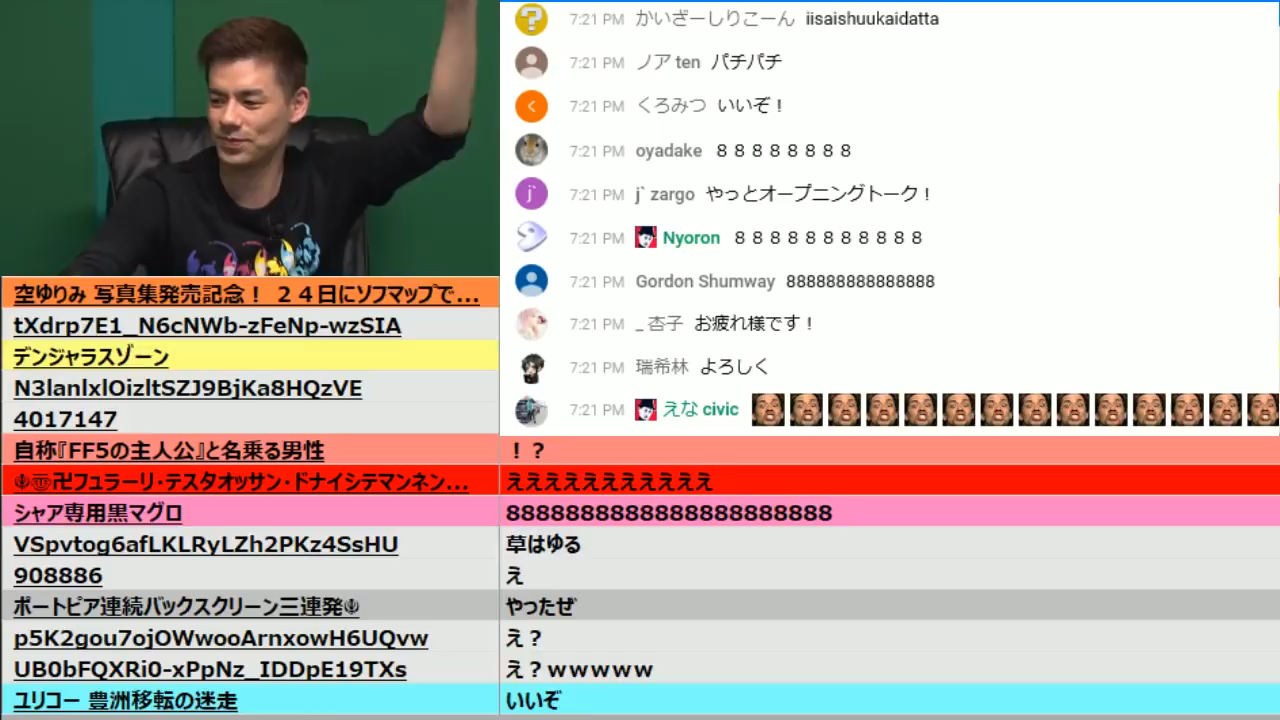 7:21 PM かいざーしりこーん iisaishuukaidatta
7:21 PM ノア ten パチパチ
7:21 PM くろみつ いいぞ！
7:21 PM oyadake ８８８８８８８８
7:21 PM j` zargo やっとオープニングトーク！
7:21 PM Nyoron ８８８８８８８８８８８
7:21 PM Gordon Shumway 888888888888888
7:21 PM _ 杏子 お疲れ様です！
7:21 PM 瑞希林 よろしく
7:21 PM えな civic
空ゆりみ 写真集発売記念！ ２４日にソフマップで...
tXdrp7E1_N6cNWb-zFeNp-wzSIA
デンジャラスゾーン
N3lanlxlOizltSZJ9BjKa8HQzVE
4017147
自称『FF5の主人公』と名乗る男性 ！？
卍フュラーリ･テスタオッサン･ドナイシテマンネン... えええええええええええ
シャア専用黒マグロ 8888888888888888888888
VSpvtog6afLKLRyLZh2PKz4SsHU 草はゆる
908886 え
ポートピア連続バックスクリーン三連発☬ やったぜ
p5K2gou7ojOWwooArnxowH6UQvw え？
UB0bFQXRi0-xPpNz_IDDpE19TXs え？ｗｗｗｗｗ
ユリコー 豊洲移転の迷走 いいぞ